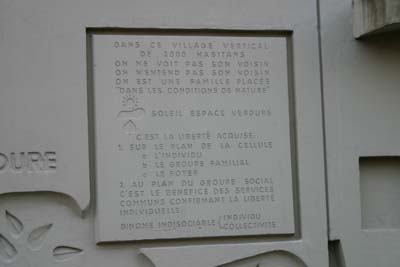 DANS CE VILLAGE VERTICAL
DE 2000 HABITANS
ON NE VOIT PAS SON VOISIN
ON N'ENTEND PAS SON VOISIN
ON EST UNE FAMILLE PLACÉE
"DANS LES CONDITIONS DE NATURE"
SOLEIL ESPACE VERDURE
C'EST LA LIBERTÉ ACQUISE:
1. SUR LE PLAN DE LA CELLULE
a L'INDIVIDU
b LE GROUPE FAMILIAL
c LE FOYER
2. AU PLAN DU GROUPE SOCIAL
C'EST LE BENEFICE DES SERVICES
COMMUNS CONFIRMANT LA LIBERTÉ
INDIVIDUELLE.
BINOME INDISOCIABLE INDIVIDU
COLLECTIVITE
DURE